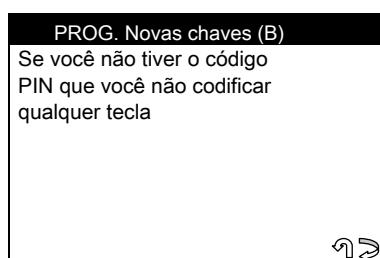 PROG. Novas chaves (B)
Se você não tiver o código
PIN que você não codificar
qualquer tecla